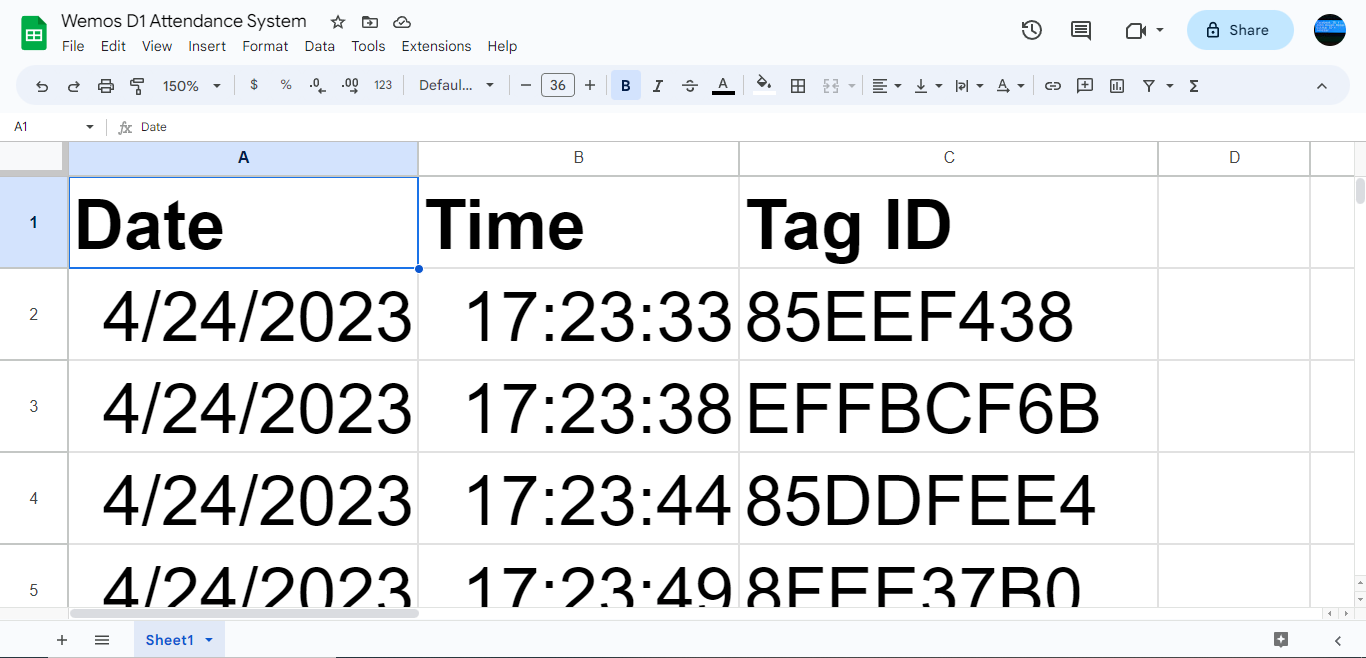 Wemos D1 Attendance System
File Edit View Insert Format Data Tools Extensions Help
Share
150% $ % .0 .00 123 Defaul... − 36 + B I A A Σ
A1 fx Date
A B C D
1 Date Time Tag ID
2 4/24/2023 17:23:33 85EEF438
3 4/24/2023 17:23:38 EFFBCF6B
4 4/24/2023 17:23:44 85DDFEE4
5 4/24/2023 17:23:49 8FEE37B0
+ Sheet1